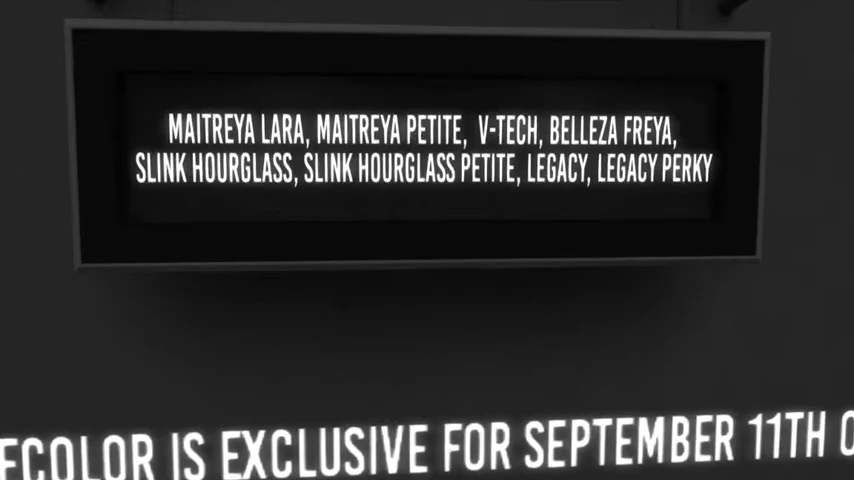 MAITREYA LARA, MAITREYA PETITE, V-TECH, BELLEZA FREYA,
SLINK HOURGLASS, SLINK HOURGLASS PETITE, LEGACY, LEGACY PERKY
IS EXCLUSIVE FOR SEPTEMBER 11TH